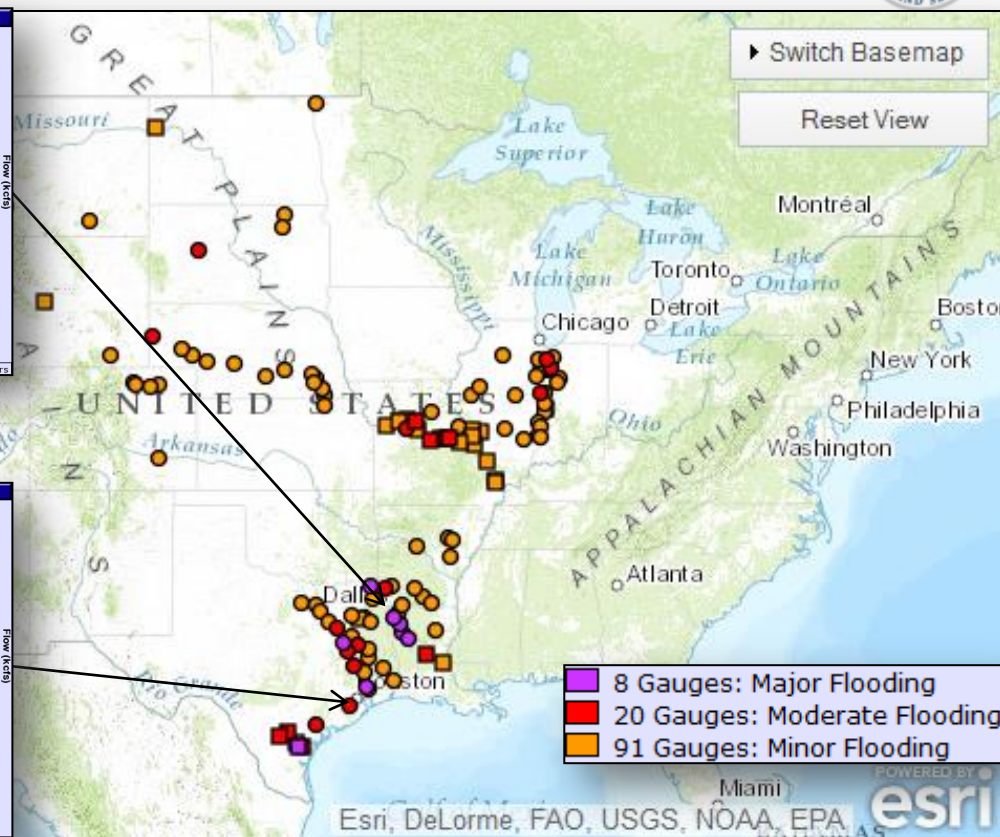 GREAT PLAINS
Switch Basemap
Reset View
Missouri
Flow (kcfs)
Lake
Superior
Montréal
Lake
Huron
Lake
Michigan
Toronto
Lake
Ontario
Mississippi
Detroit
Chicago
Lake
Erie
Bosto
New York
UNITED STATES
Philadelphia
Ohio
Washington
Arkansas
APPALACHIAN MOUNTAINS
Atlanta
Dall
Flow (kcfs)
Rio Grande
ston
8 Gauges: Major Flooding
20 Gauges: Moderate Flooding
91 Gauges: Minor Flooding
POWERED BY
esri
Miami
Esri, DeLorme, FAO, USGS, NOAA, EPA